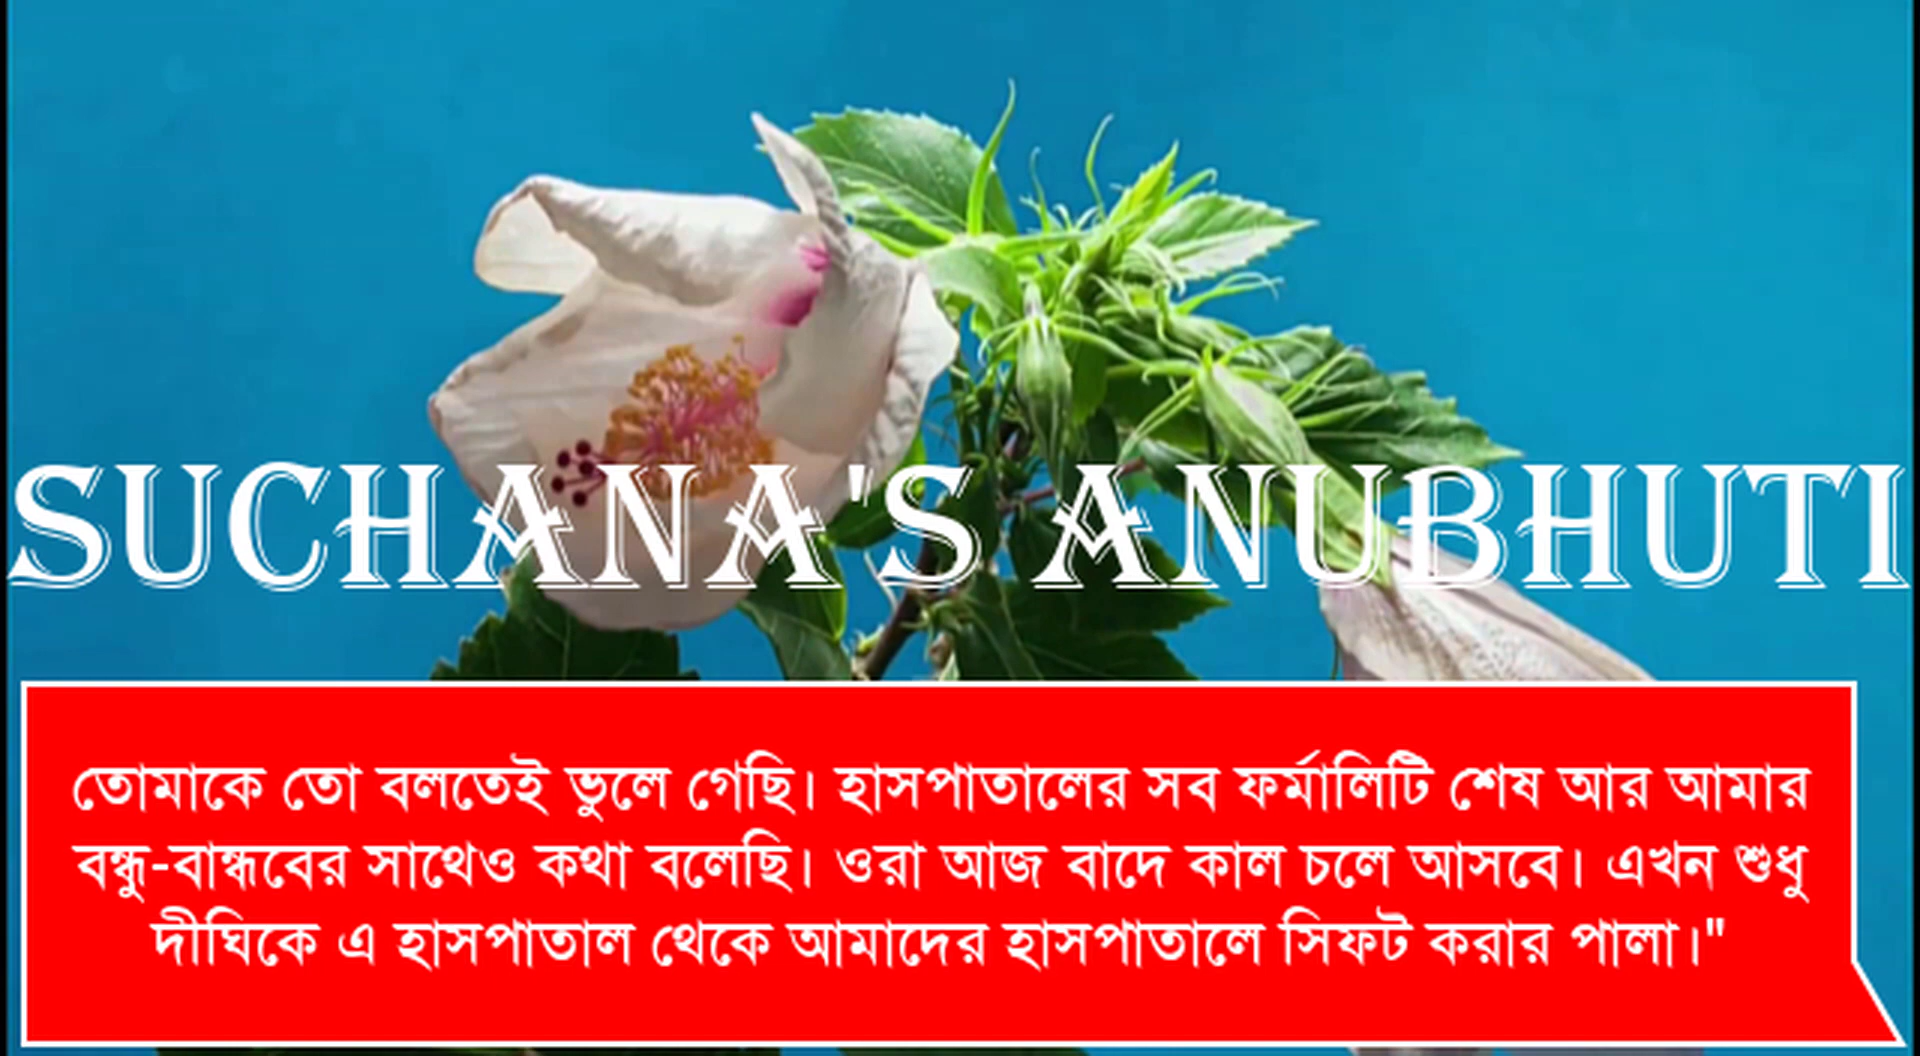 SUCHANA'S ANUBHUTI
তোমাকে তো বলতেই ভুলে গেছি। হাসপাতালের সব ফর্মালিটি শেষ আর আমার
বন্ধু-বান্ধবের সাথেও কথা বলেছি। ওরা আজ বাদে কাল চলে আসবে। এখন শুধু
দীঘিকে এ হাসপাতাল থেকে আমাদের হাসপাতালে সিফট করার পালা।"